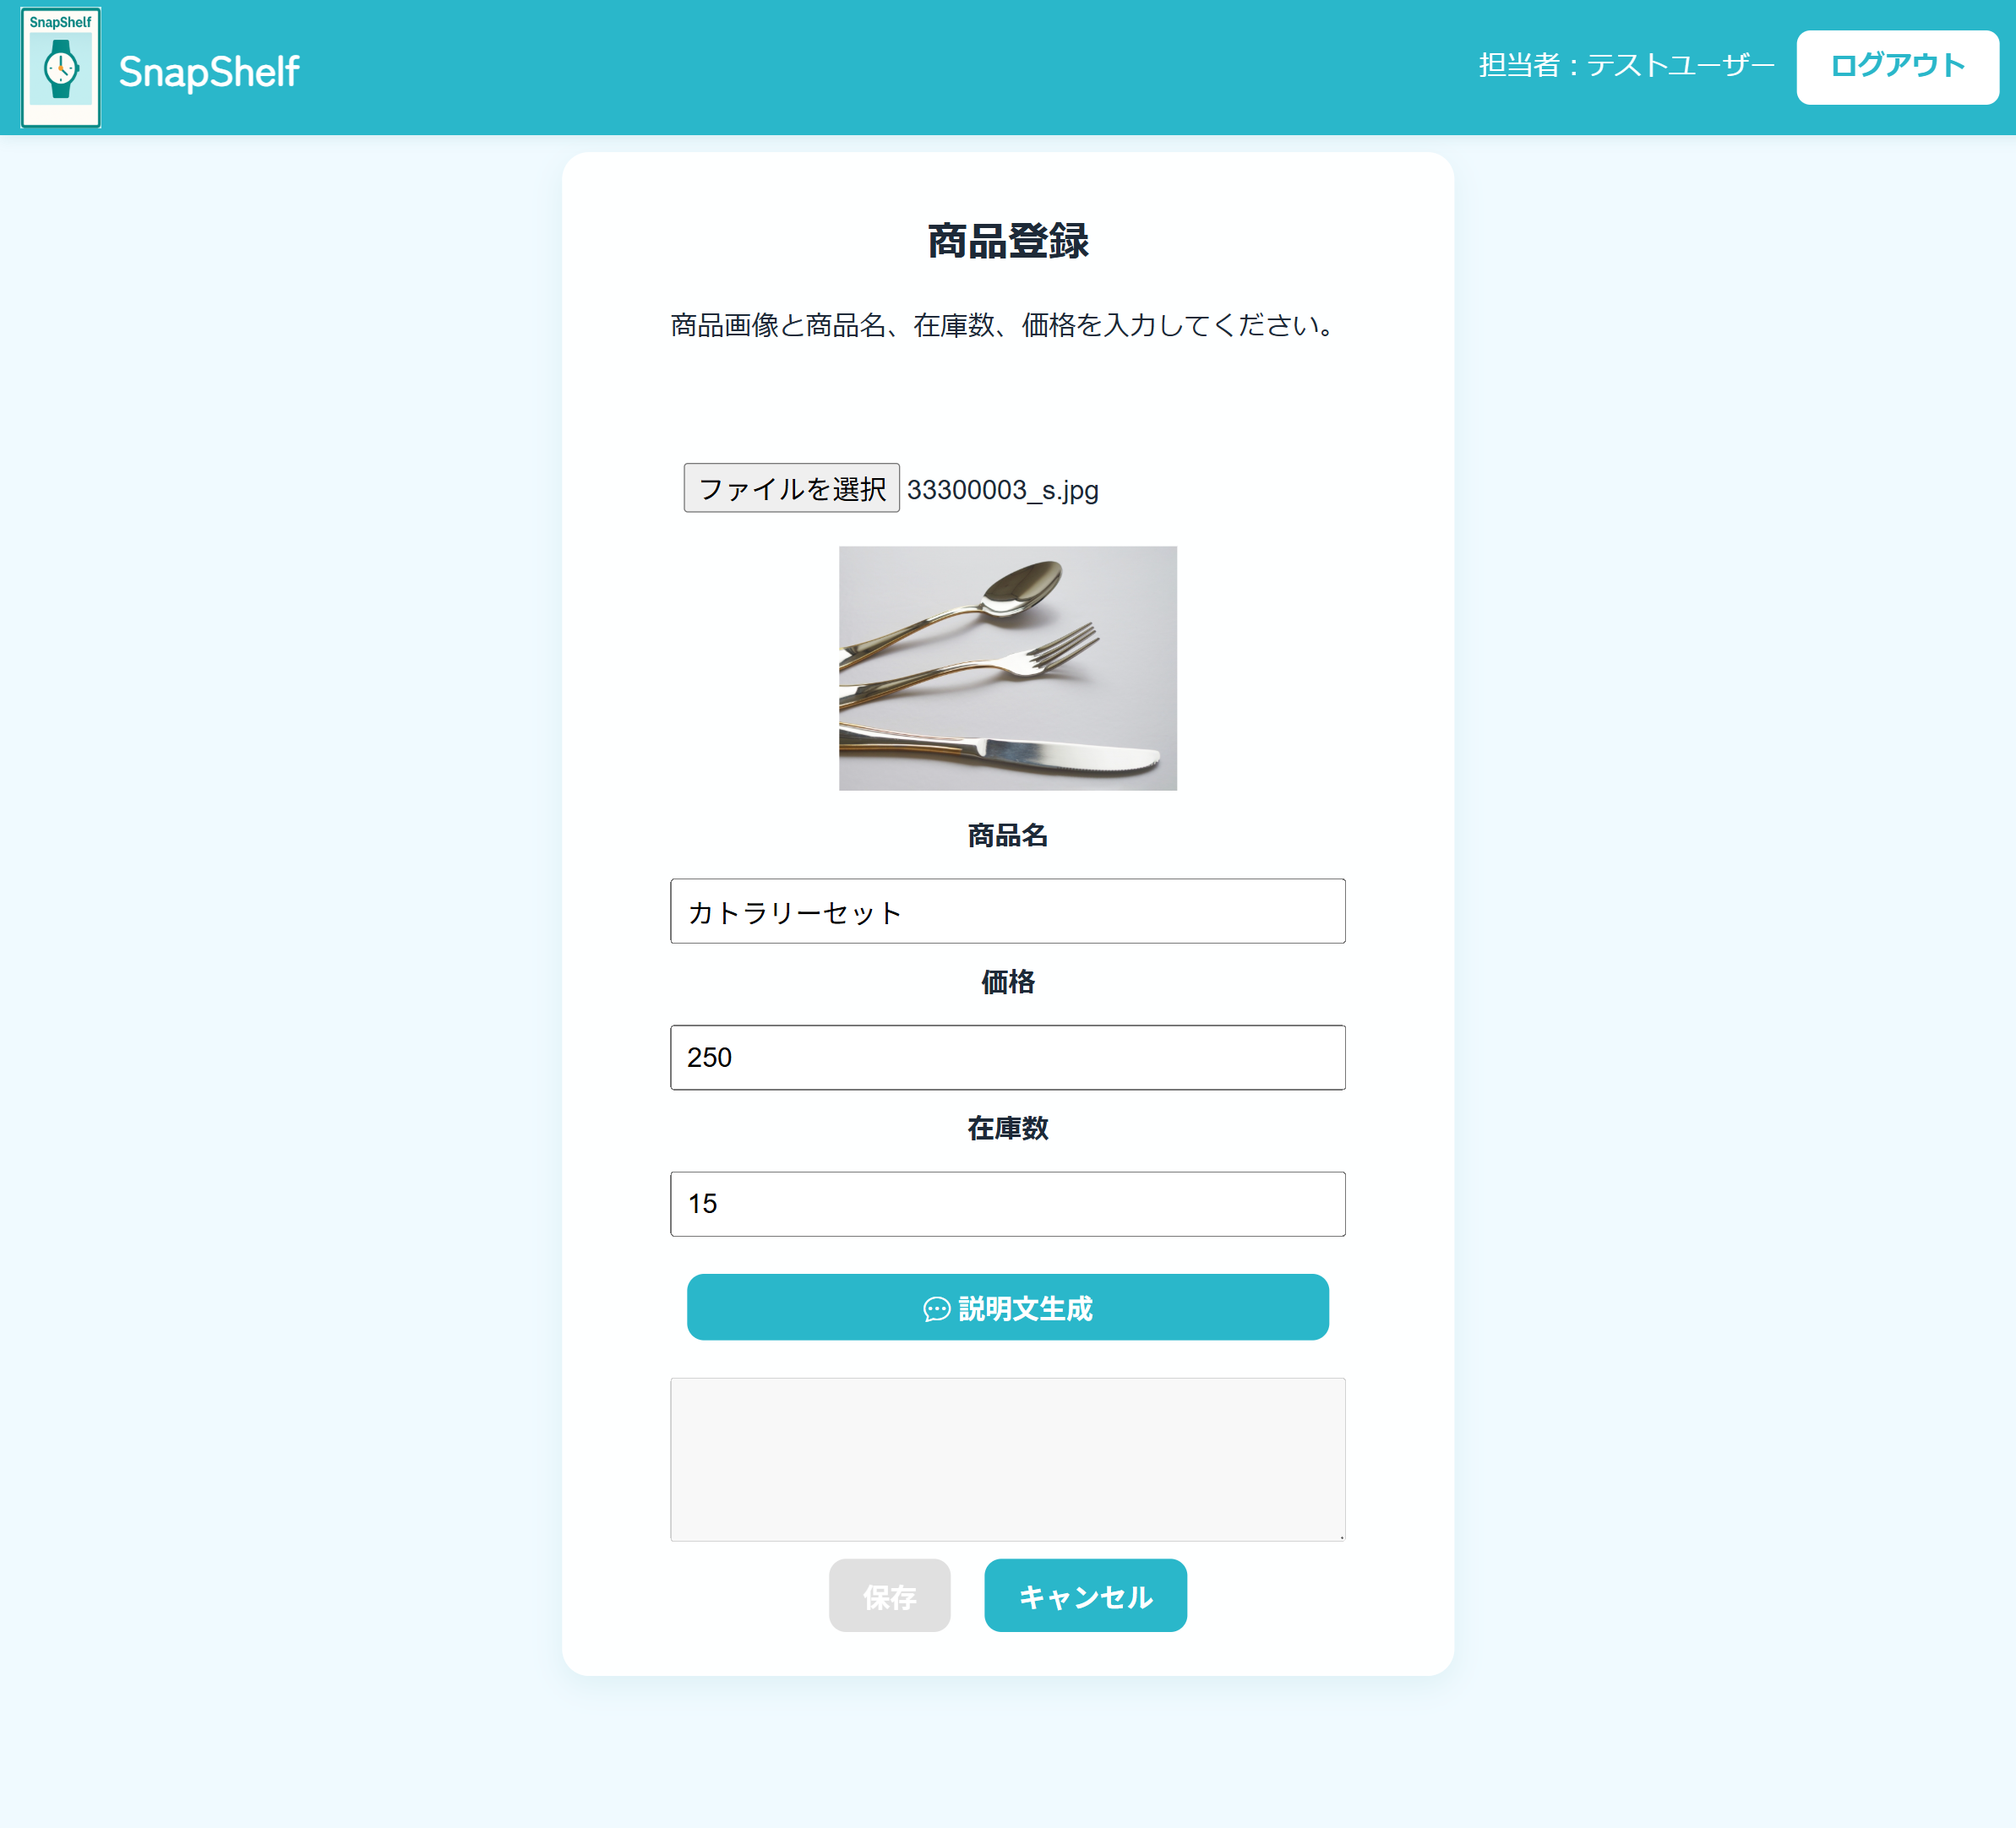 SnapShelf
SnapShelf
担当者：テストユーザー
ログアウト
商品登録
商品画像と商品名、在庫数、価格を入力してください。
ファイルを選択 33300003_s.jpg
商品名
カトラリーセット
価格
250
在庫数
15
説明文生成
保存
キャンセル